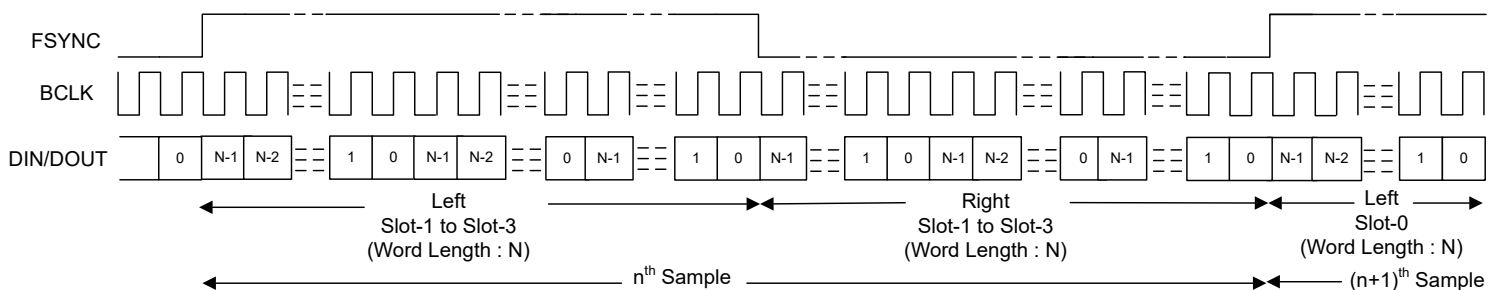 FSYNC
BCLK
DIN/DOUT
0 N-1 N-2 1 0 N-1 N-2 0 N-1 1 0 N-1 1 0 N-1 N-2 0 N-1 1 0 N-1 N-2 1 0
Left
Slot-1 to Slot-3
(Word Length : N)
Right
Slot-1 to Slot-3
(Word Length : N)
Left
Slot-0
(Word Length : N)
nth Sample
(n+1)th Sample